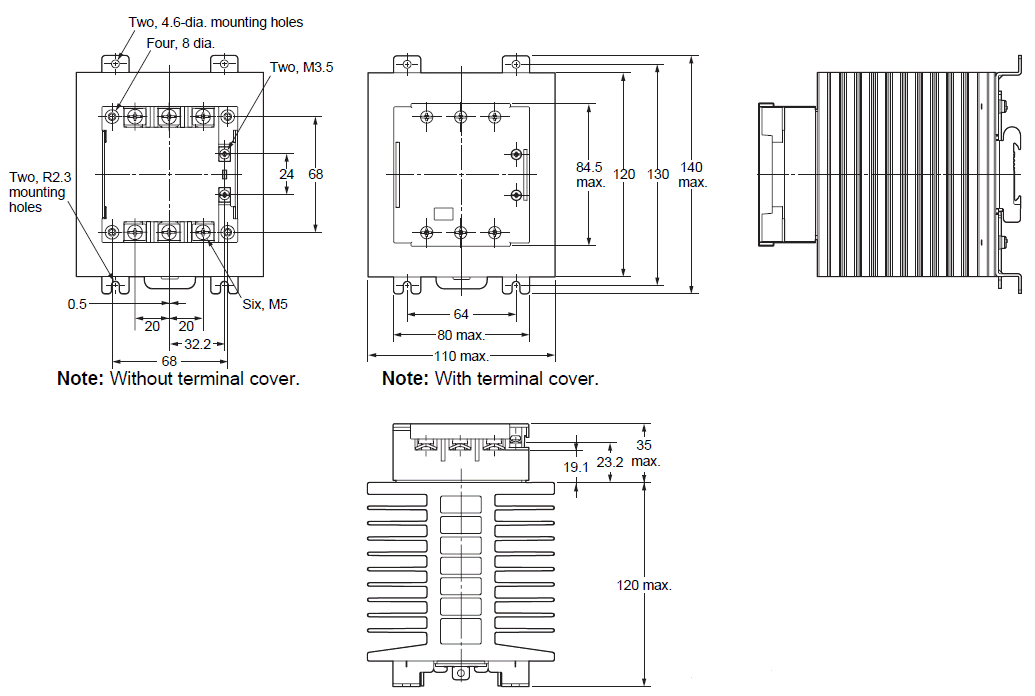 Two, 4.6-dia. mounting holes
Four, 8 dia.
Two, M3.5
Two, R2.3
mounting
holes
24
68
0.5
20
20
Six, M5
32.2
68
Note: Without terminal cover.
84.5
max.
120
130
140
max.
64
80 max.
110 max.
Note: With terminal cover.
19.1
23.2
35
max.
120 max.